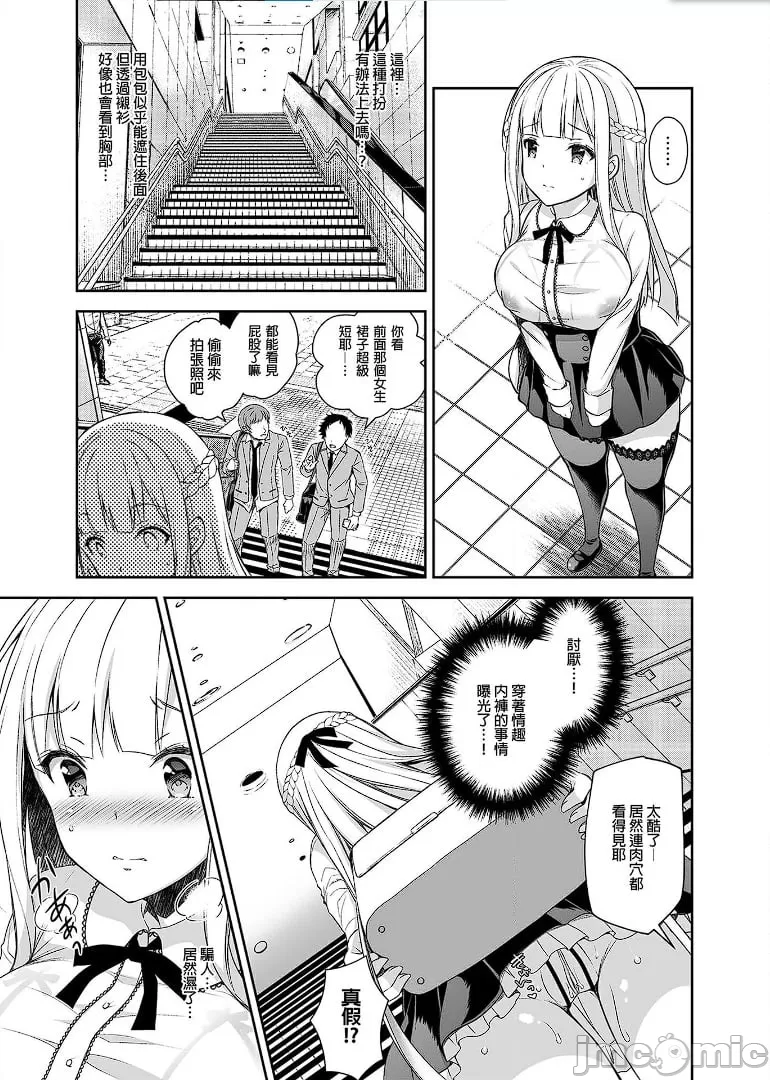 ……
這裡…
這種打扮
有辦法上去嗎…?
用包包似乎能遮住後面
但透過襯衫
好像也會看到胸部…
你看
前面那個女生
裙子超級
短耶—
都能看見
屁股了嘛
偷偷來
拍張照吧
討厭…!
穿著情趣
內褲的事情
曝光了…!
太酷了—
居然連肉穴都
看得見耶
真假!?
騙人…
居然濕了…
かあぁぁ
jmcomic